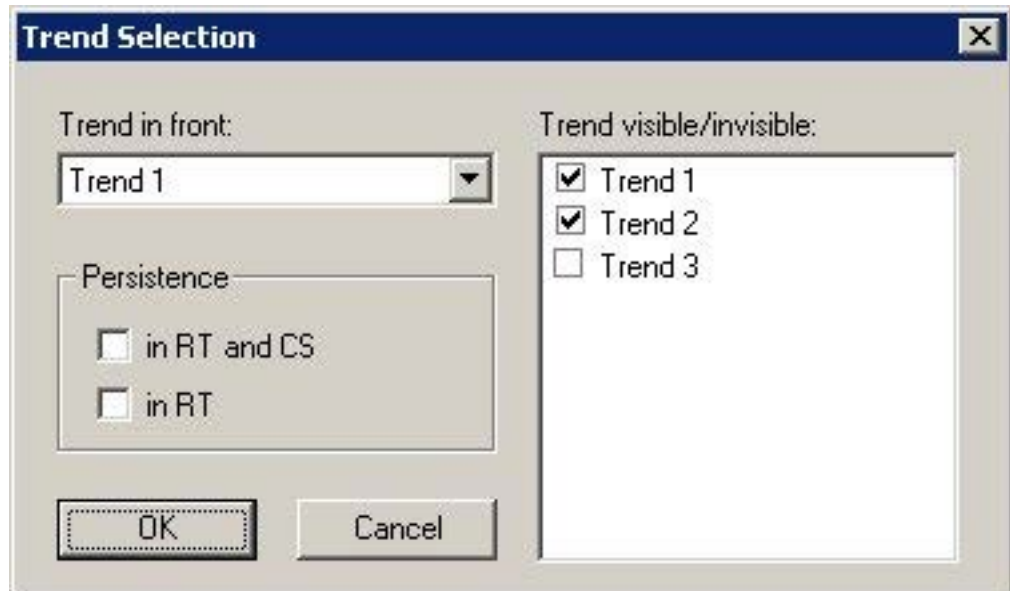 Trend Selection
Trend in front:
Trend 1
Persistence
in RT and CS
in RT
OK
Cancel
Trend visible/invisible:
Trend 1
Trend 2
Trend 3